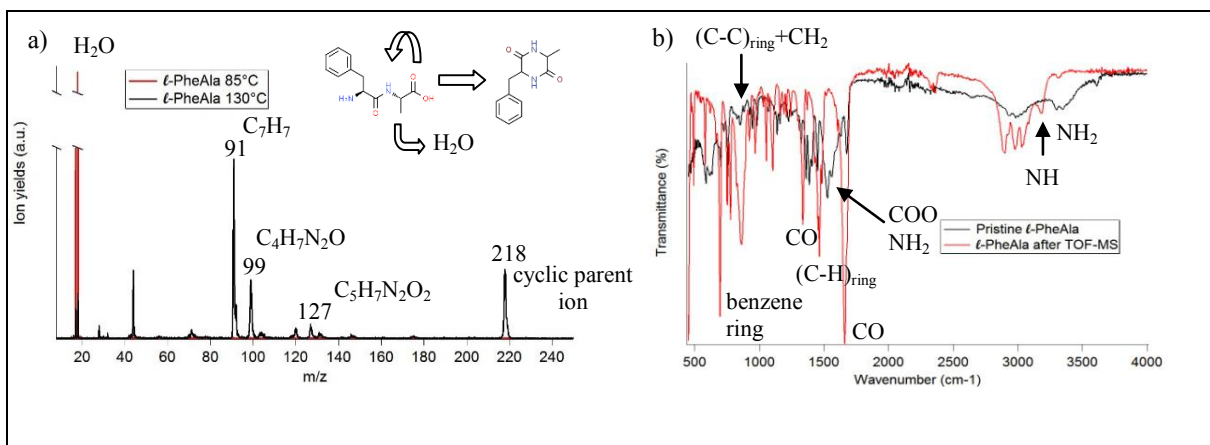 a)
H₂O
ℓ-PheAla 85°C
ℓ-PheAla 130°C
O
H
N
OH
H₂N
O
O
NH
HN
O
H₂O
C₇H₇
91
C₄H₇N₂O
99
C₅H₇N₂O₂
127
218
cyclic parent
ion
Ion yields (a.u.)
20 40 60 80 100 120 140 160 180 200 220 240
m/z
b)
(C-C)ring+CH₂
NH₂
NH
COO
NH₂
Pristine ℓ-PheAla
ℓ-PheAla after TOF-MS
CO
(C-H)ring
benzene
ring
CO
Transmittance (%)
500 1000 1500 2000 2500 3000 3500 4000
Wavenumber (cm-1)